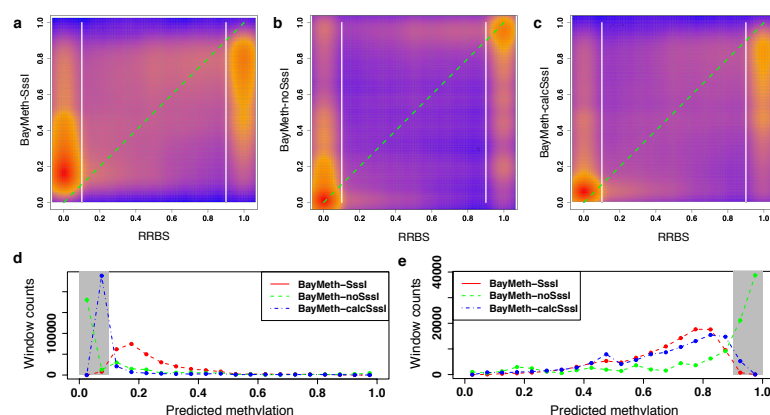 a
b
c
BayMeth-SssI
1.0
0.8
0.6
0.4
0.2
0.0
0.0 0.2 0.4 0.6 0.8 1.0
RRBS
BayMeth-noSssI
1.0
0.8
0.6
0.4
0.2
0.0
0.0 0.2 0.4 0.6 0.8 1.0
RRBS
BayMeth-calcSssI
1.0
0.8
0.6
0.4
0.2
0.0
0.0 0.2 0.4 0.6 0.8 1.0
RRBS
d
Window counts
100000
0
BayMeth–SssI
BayMeth–noSssI
BayMeth–calcSssI
0.0 0.2 0.4 0.6 0.8 1.0
Predicted methylation
e
Window counts
40000
20000
0
BayMeth–SssI
BayMeth–noSssI
BayMeth–calcSssI
0.0 0.2 0.4 0.6 0.8 1.0
Predicted methylation